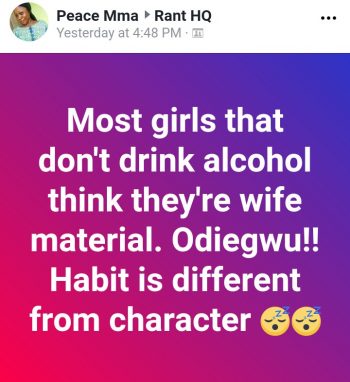 Peace Mma ▸ Rant HQ
Yesterday at 4:48 PM ·
Most girls that
don't drink alcohol
think they're wife
material. Odiegwu!!
Habit is different
from character 😴😴